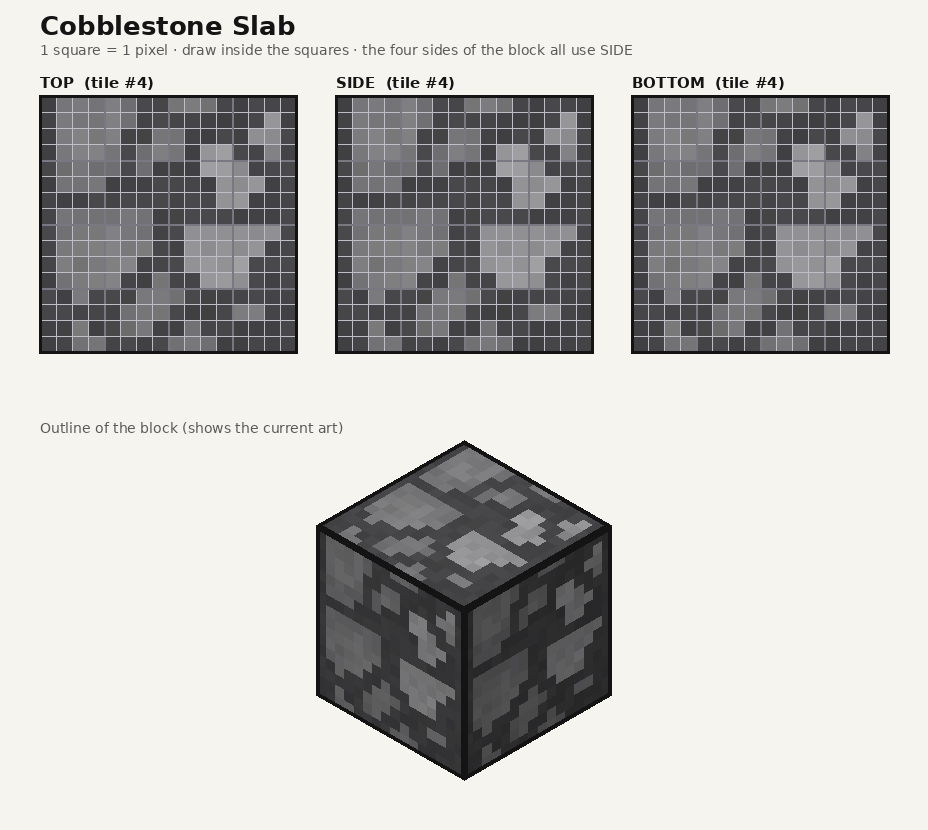 Cobblestone Slab
1 square = 1 pixel · draw inside the squares · the four sides of the block all use SIDE
TOP (tile #4) SIDE (tile #4) BOTTOM (tile #4)
Outline of the block (shows the current art)